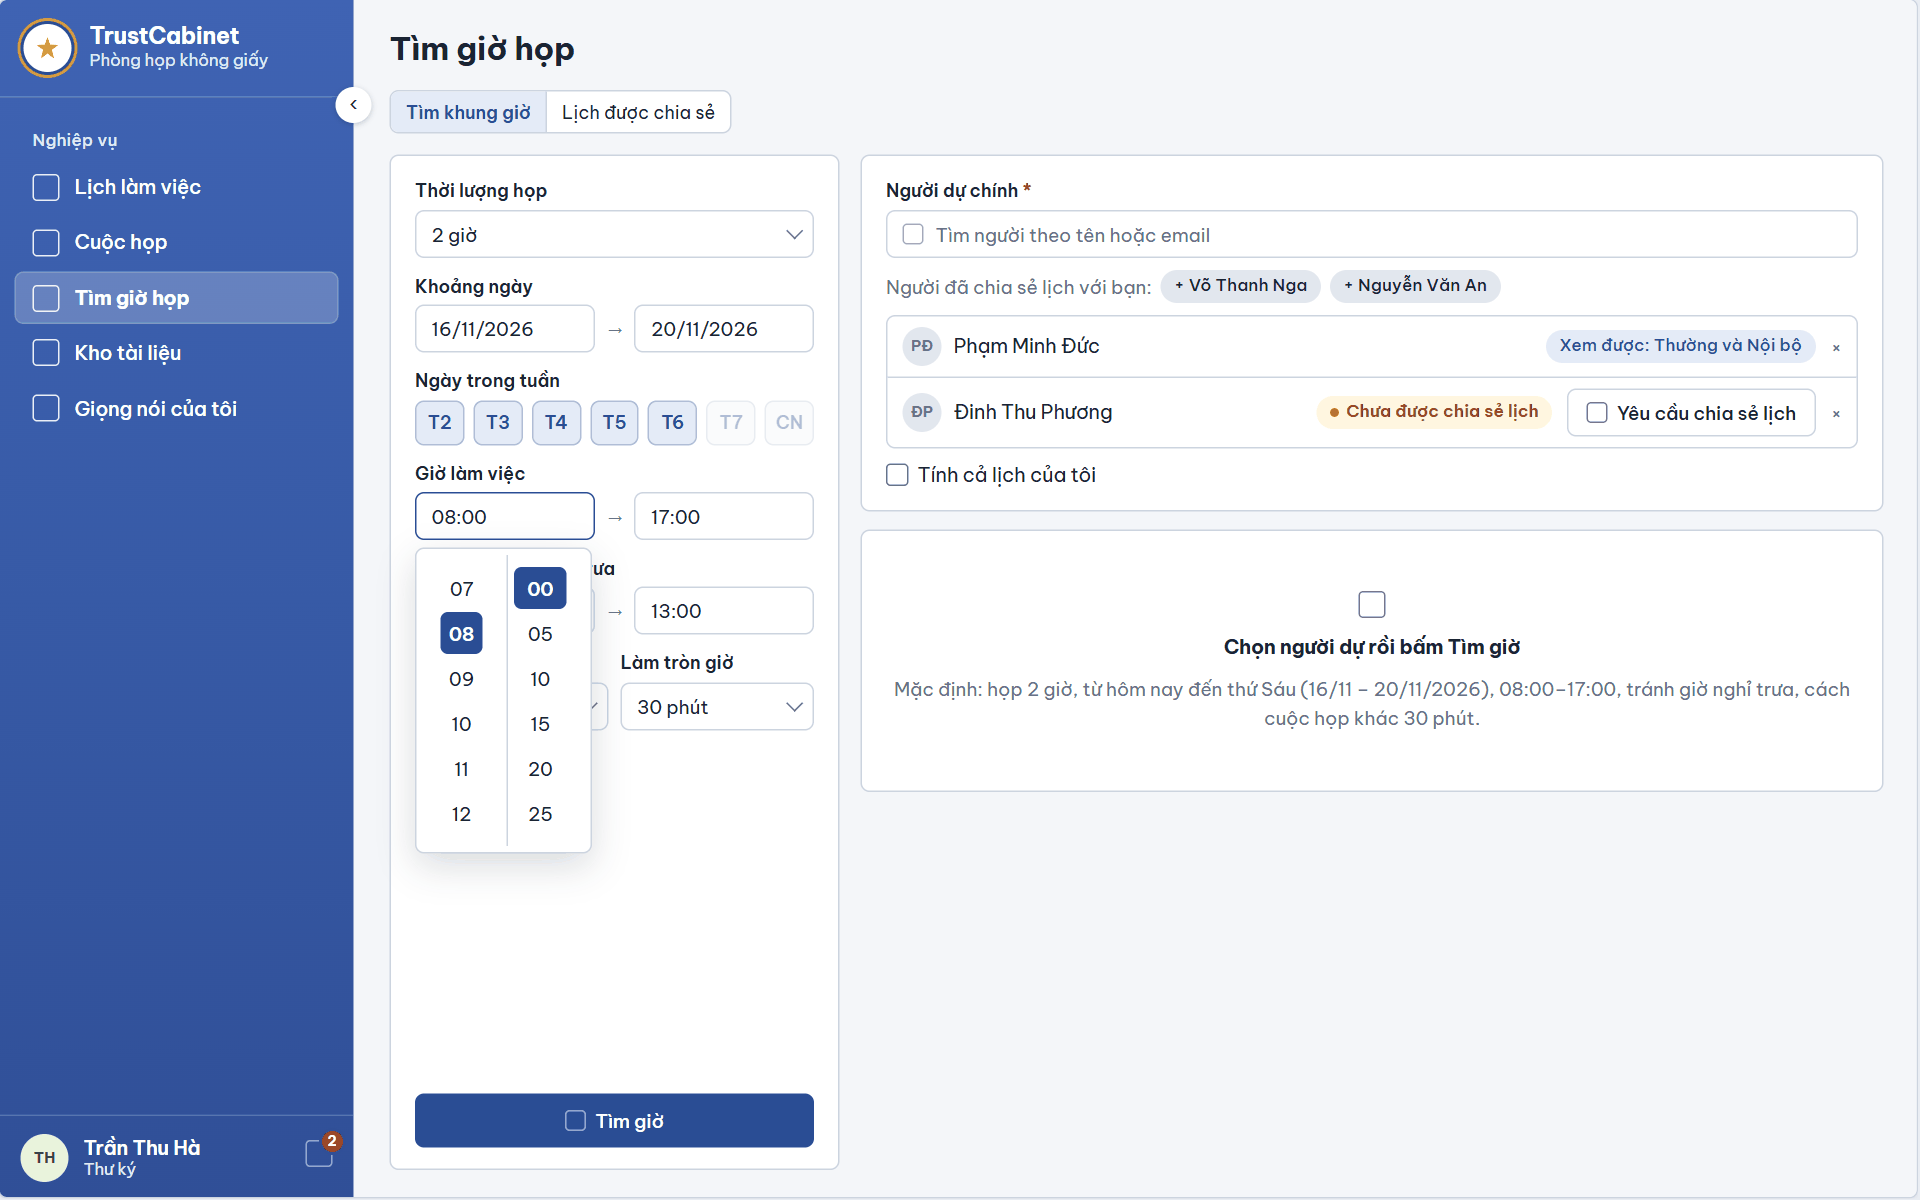 TrustCabinet
Phòng họp không giấy
Nghiệp vụ
Lịch làm việc
Cuộc họp
Tìm giờ họp
Kho tài liệu
Giọng nói của tôi
TH
Trần Thu Hà
Thư ký
2
Tìm giờ họp
Tìm khung giờ
Lịch được chia sẻ
Thời lượng họp
2 giờ
Khoảng ngày
16/11/2026 → 20/11/2026
Ngày trong tuần
T2 T3 T4 T5 T6 T7 CN
Giờ làm việc
08:00 → 17:00
07 00
08 05
09 10
10 15
11 20
12 25
→ 13:00
Làm tròn giờ
30 phút
Tìm giờ
Người dự chính *
Tìm người theo tên hoặc email
Người đã chia sẻ lịch với bạn: + Võ Thanh Nga + Nguyễn Văn An
PĐ Phạm Minh Đức Xem được: Thường và Nội bộ ×
ĐP Đinh Thu Phương Chưa được chia sẻ lịch Yêu cầu chia sẻ lịch ×
Tính cả lịch của tôi
Chọn người dự rồi bấm Tìm giờ
Mặc định: họp 2 giờ, từ hôm nay đến thứ Sáu (16/11 – 20/11/2026), 08:00–17:00, tránh giờ nghỉ trưa, cách
cuộc họp khác 30 phút.